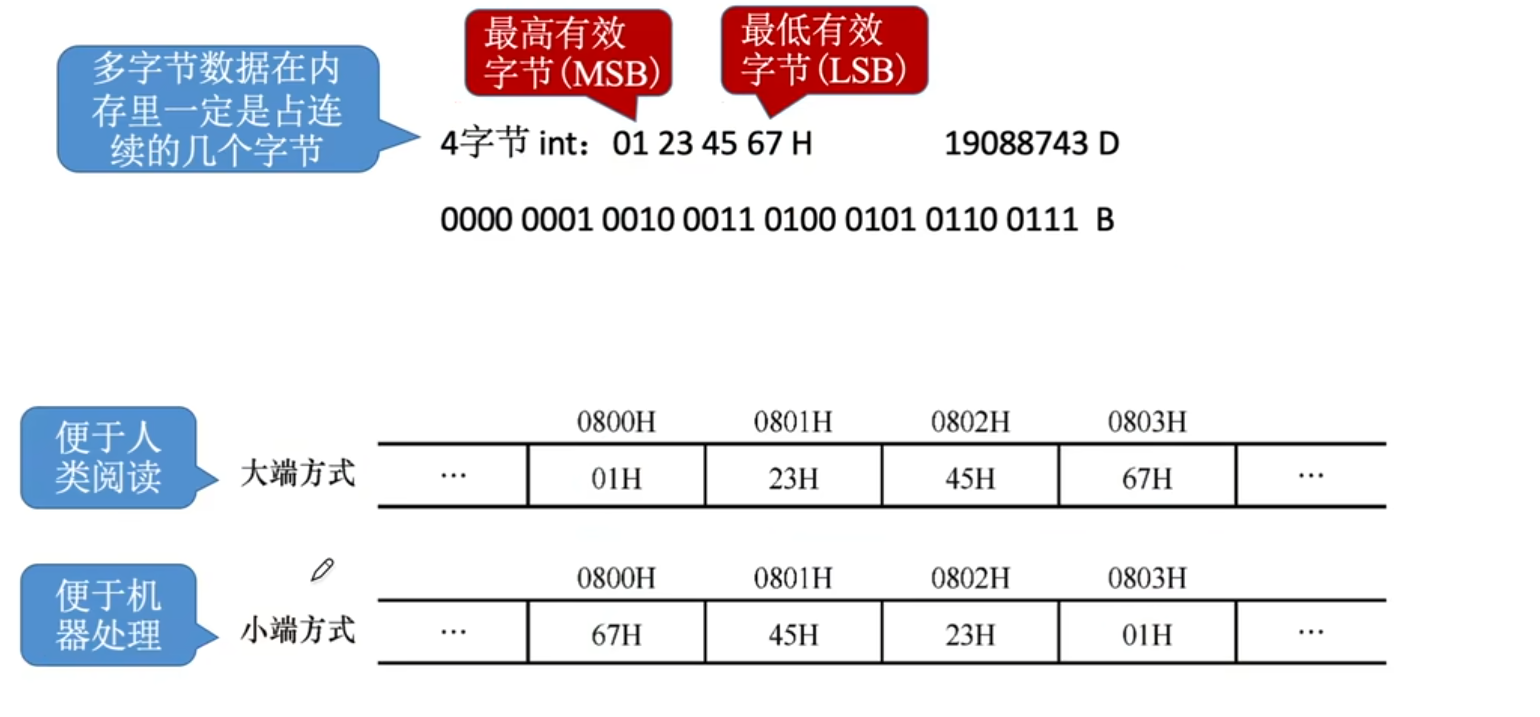 多字节数据在内
存里一定是占连
续的几个字节
最高有效
字节(MSB)
最低有效
字节(LSB)
4字节 int： 01 23 45 67 H 19088743 D
0000 0001 0010 0011 0100 0101 0110 0111 B
便于人
类阅读
大端方式
0800H 0801H 0802H 0803H
… 01H 23H 45H 67H …
便于机
器处理
小端方式
0800H 0801H 0802H 0803H
… 67H 45H 23H 01H …